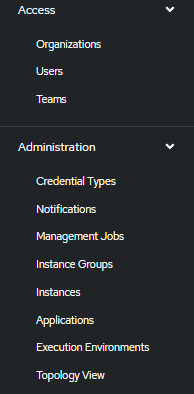 Access
Organizations
Users
Teams
Administration
Credential Types
Notifications
Management Jobs
Instance Groups
Instances
Applications
Execution Environments
Topology View